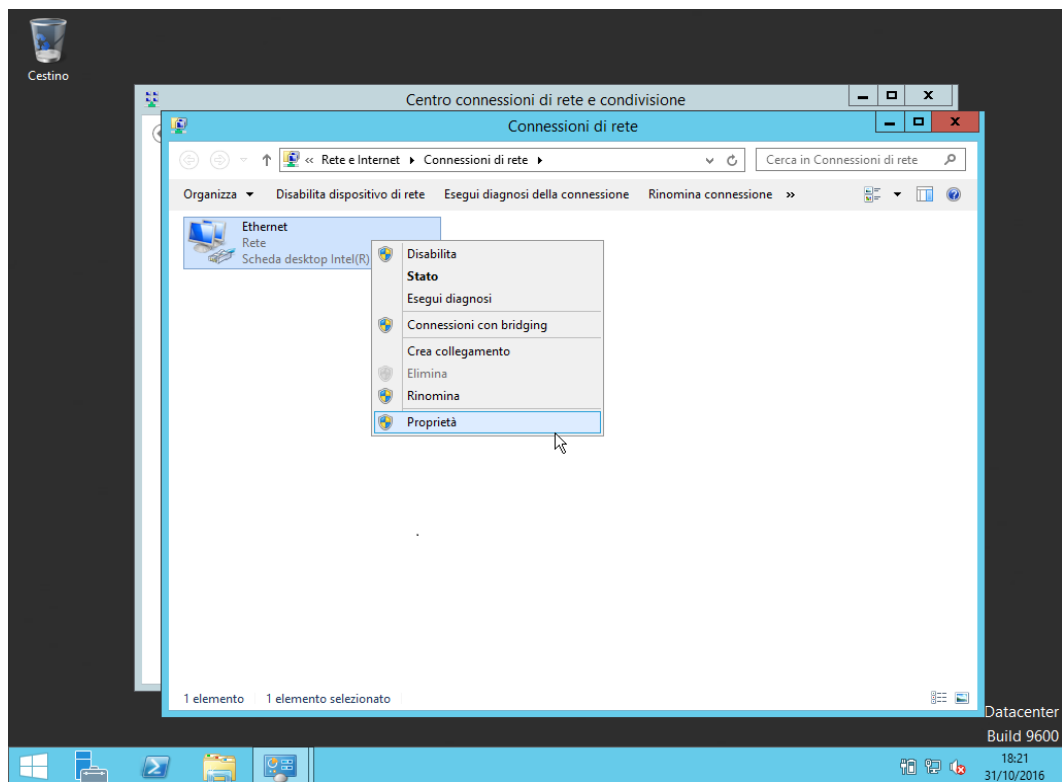 Cestino
Centro connessioni di rete e condivisione
Connessioni di rete
« Rete e Internet Connessioni di rete
Cerca in Connessioni di rete
Organizza Disabilita dispositivo di rete Esegui diagnosi della connessione Rinomina connessione »
Ethernet
Rete
Scheda desktop Intel(R)
Disabilita
Stato
Esegui diagnosi
Connessioni con bridging
Crea collegamento
Elimina
Rinomina
Proprietà
1 elemento 1 elemento selezionato
Datacenter
Build 9600
18:21
31/10/2016